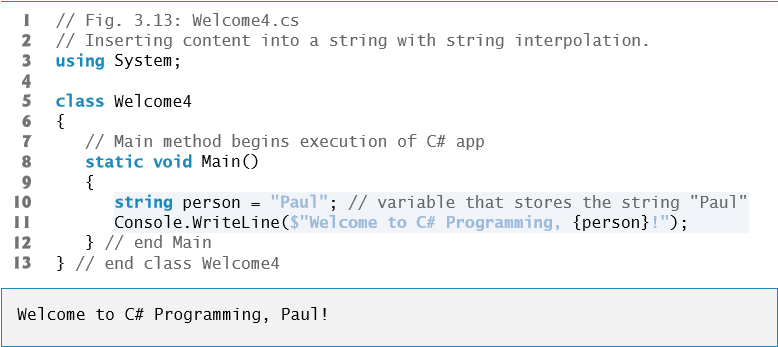 1 // Fig. 3.13: Welcome4.cs
2 // Inserting content into a string with string interpolation.
3 using System;
4
5 class Welcome4
6 {
7 // Main method begins execution of C# app
8 static void Main()
9 {
10 string person = "Paul"; // variable that stores the string "Paul"
11 Console.WriteLine($"Welcome to C# Programming, {person}!");
12 } // end Main
13 } // end class Welcome4
Welcome to C# Programming, Paul!